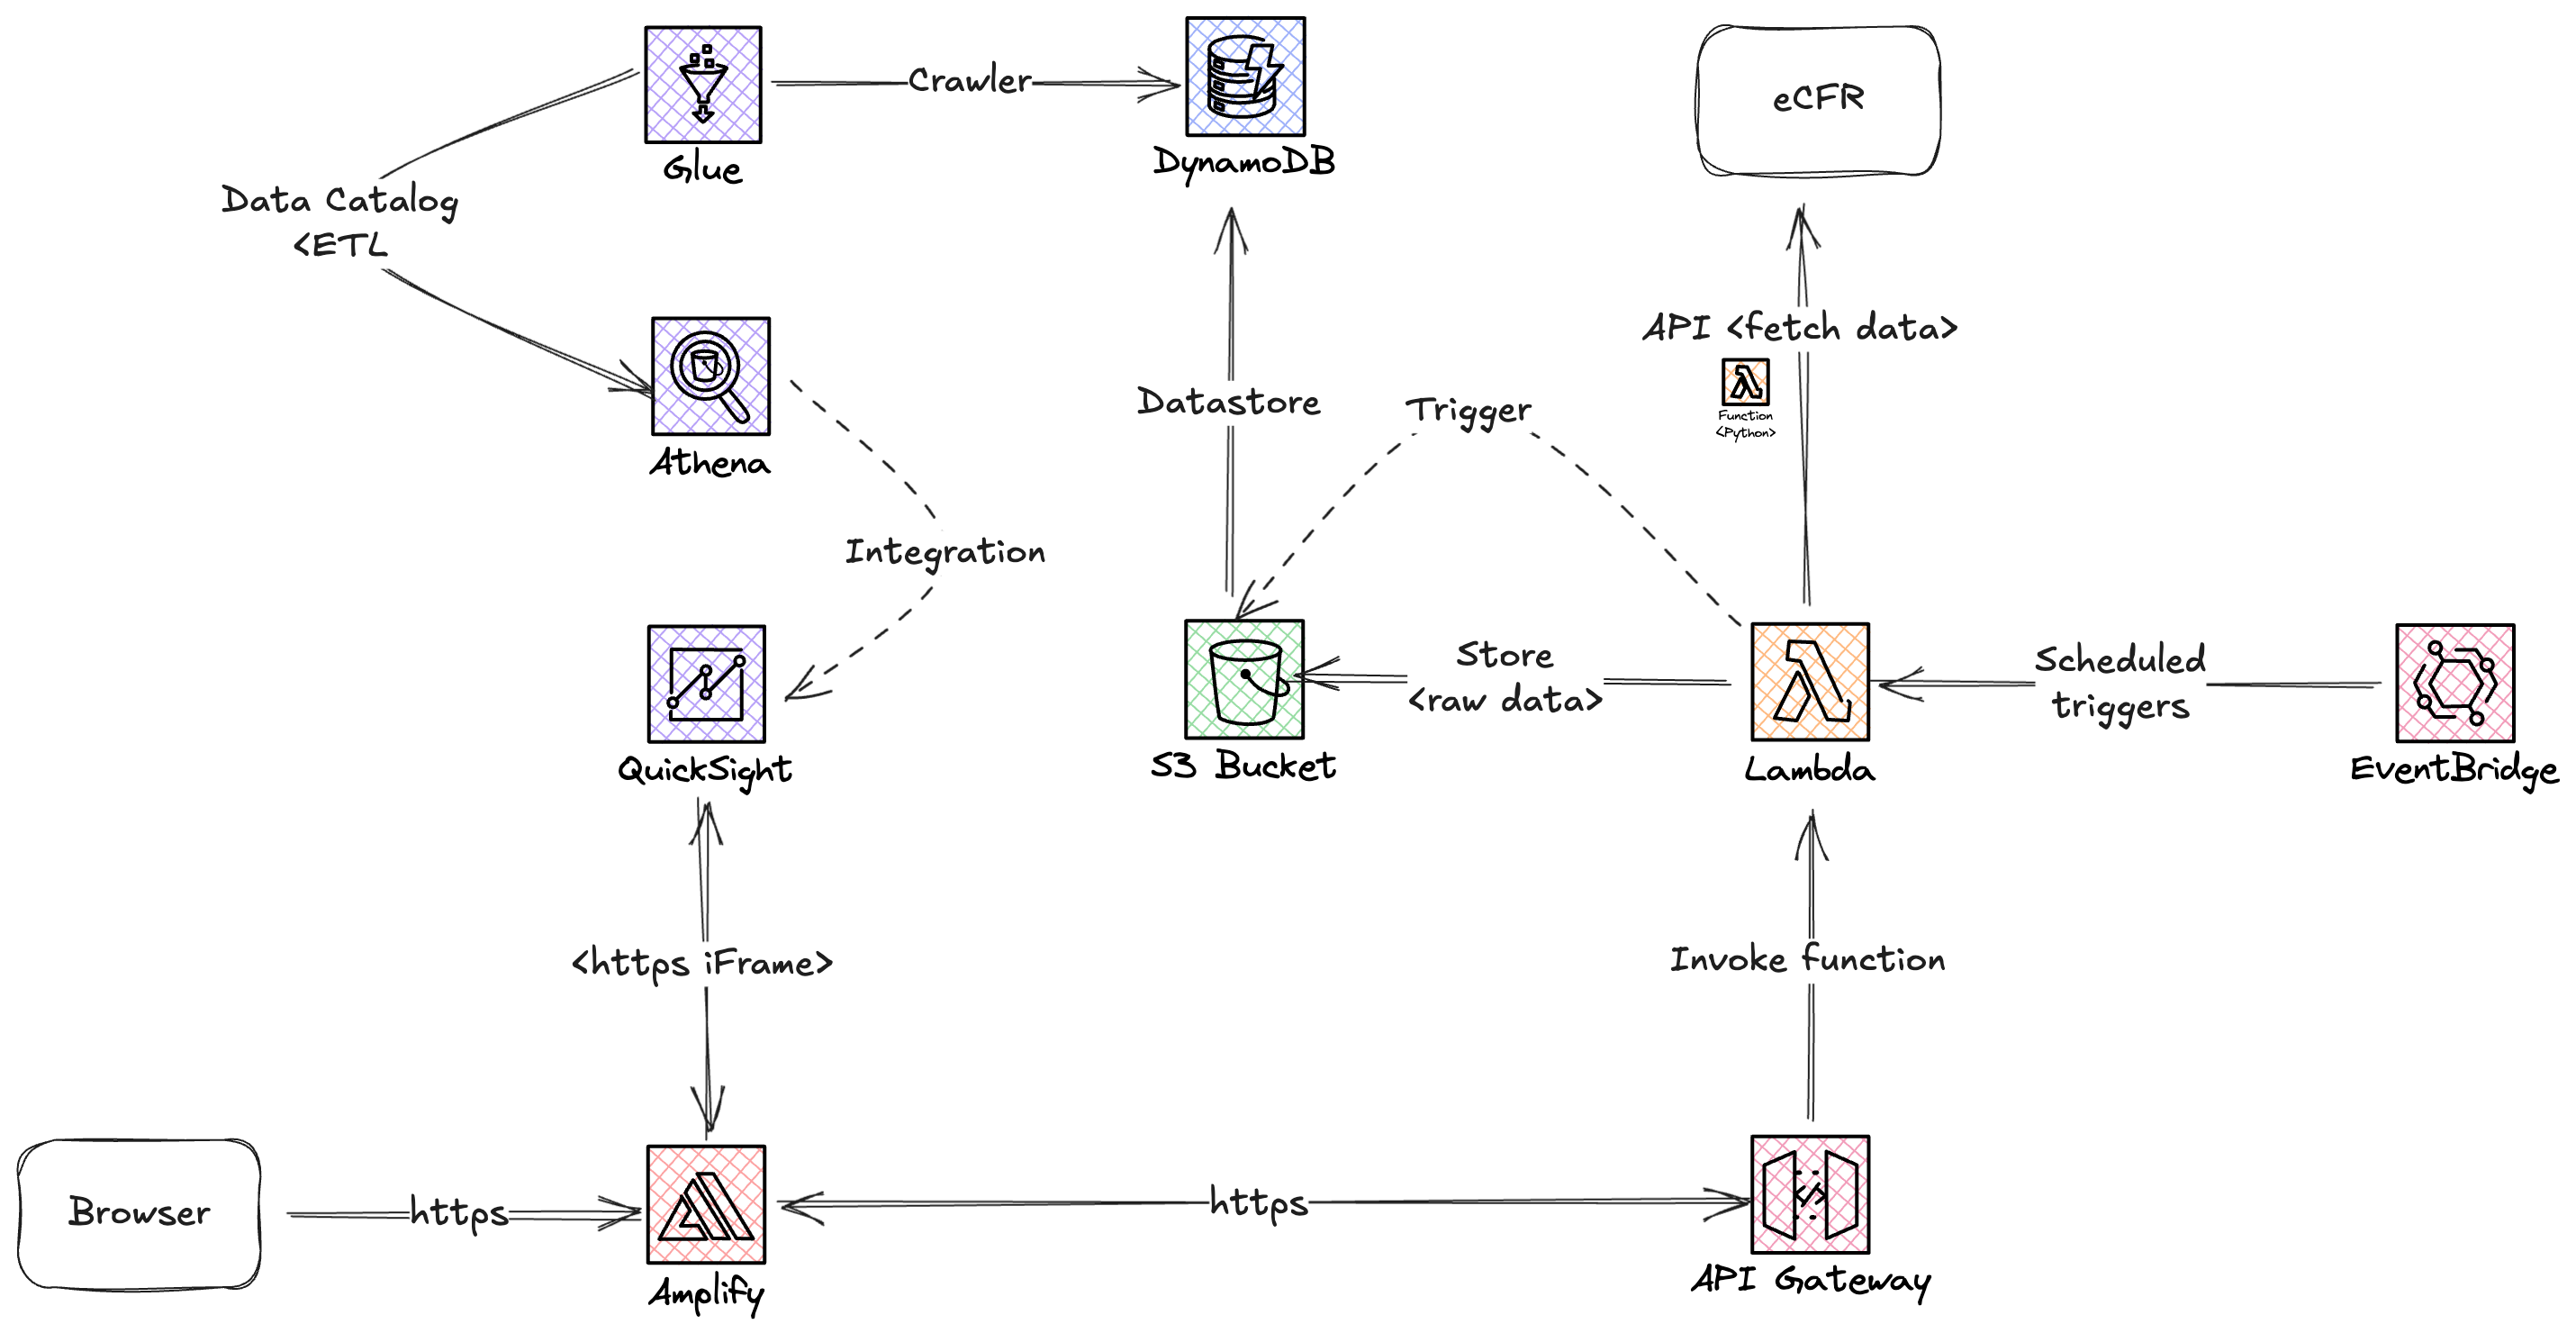 Glue
Crawler
DynamoDB
eCFR
Data Catalog
<ETL
API <fetch data>
Function
<Python>
Datastore
Trigger
Athena
Integration
QuickSight
S3 Bucket
Store
<raw data>
Lambda
Scheduled
triggers
EventBridge
<https iFrame>
Invoke function
Browser
https
Amplify
https
API Gateway